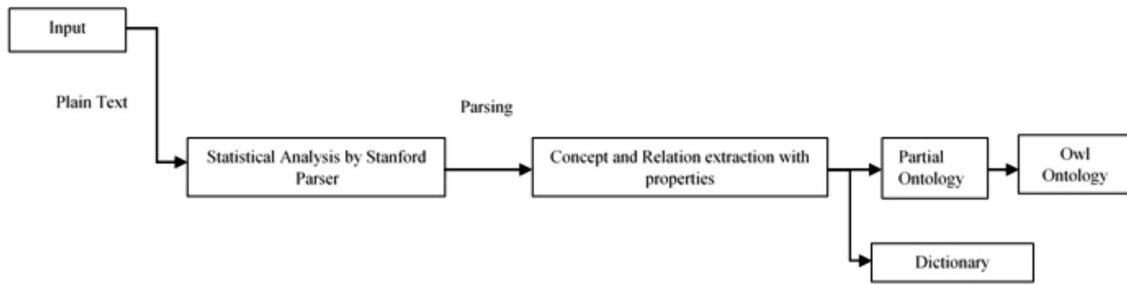 Input
Plain Text
Parsing
Statistical Analysis by Stanford
Parser
Concept and Relation extraction with
properties
Partial
Ontology
Owl
Ontology
Dictionary